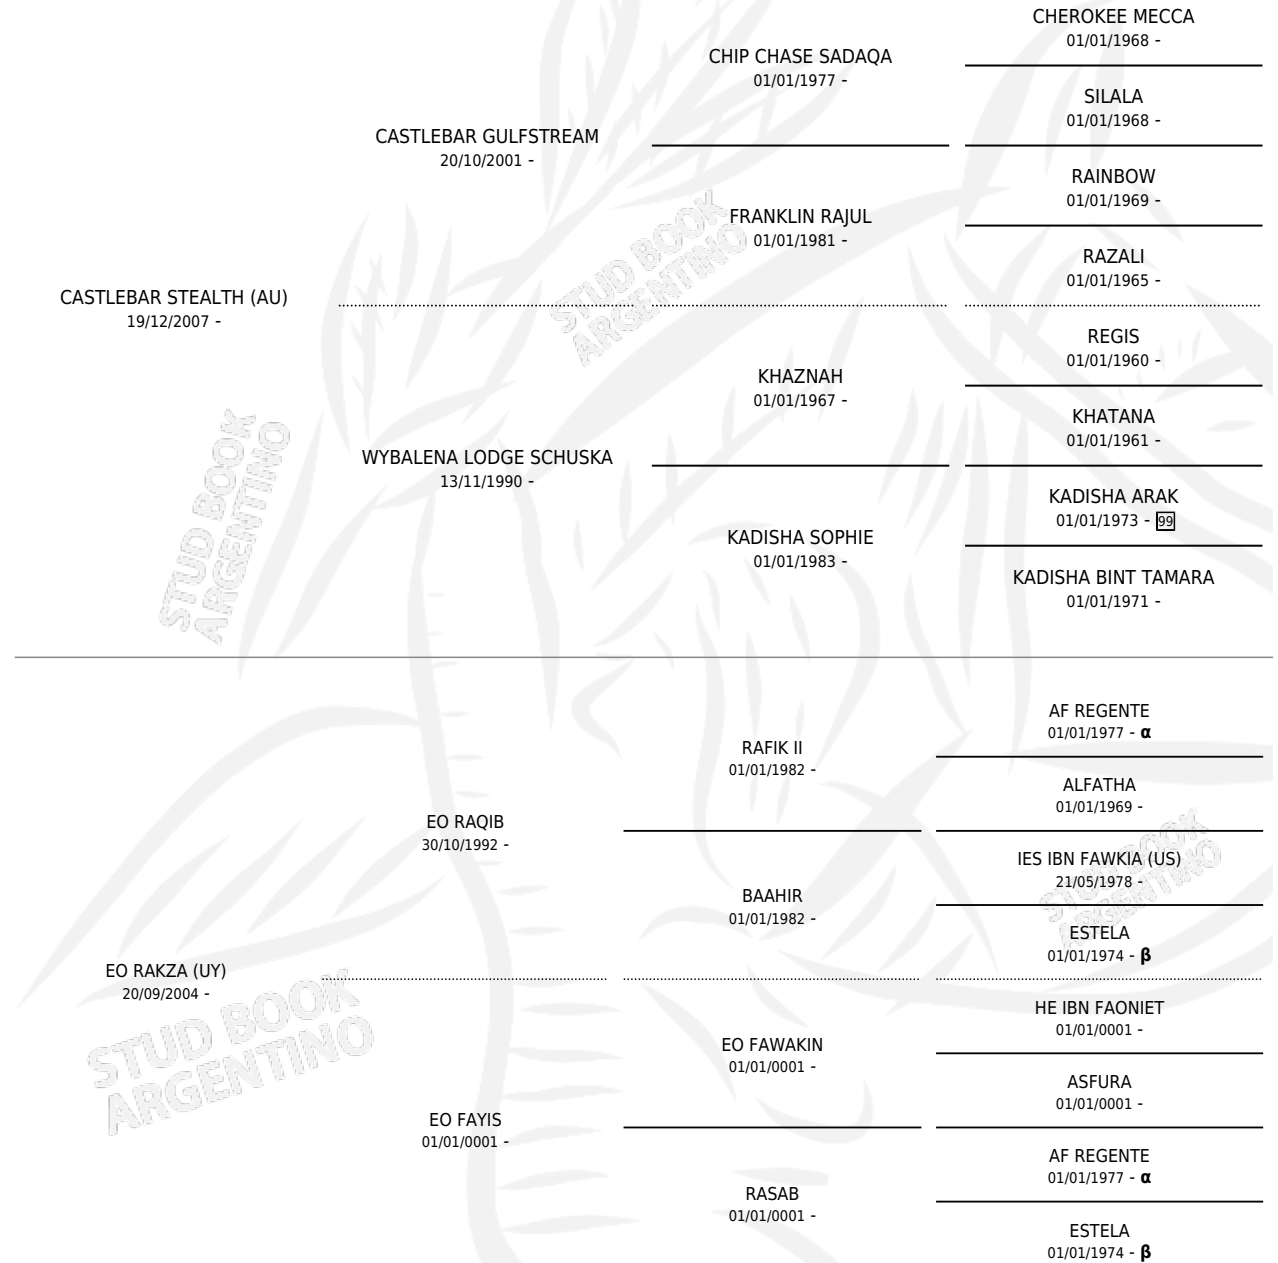 CHEROKEE MECCA
01/01/1968 -
CHIP CHASE SADAQA
01/01/1977 -
SILALA
01/01/1968 -
CASTLEBAR GULFSTREAM
20/10/2001 -
RAINBOW
01/01/1969 -
FRANKLIN RAJUL
01/01/1981 -
RAZALI
01/01/1965 -
CASTLEBAR STEALTH (AU)
19/12/2007 -
REGIS
01/01/1960 -
KHAZNAH
01/01/1967 -
KHATANA
01/01/1961 -
WYBALENA LODGE SCHUSKA
13/11/1990 -
KADISHA ARAK
01/01/1973 - 99
KADISHA SOPHIE
01/01/1983 -
KADISHA BINT TAMARA
01/01/1971 -
AF REGENTE
01/01/1977 - α
RAFIK II
01/01/1982 -
ALFATHA
01/01/1969 -
EO RAQIB
30/10/1992 -
IES IBN FAWKIA (US)
21/05/1978 -
BAAHIR
01/01/1982 -
ESTELA
01/01/1974 - β
EO RAKZA (UY)
20/09/2004 -
HE IBN FAONIET
01/01/0001 -
EO FAWAKIN
01/01/0001 -
ASFURA
01/01/0001 -
EO FAYIS
01/01/0001 -
AF REGENTE
01/01/1977 - α
RASAB
01/01/0001 -
ESTELA
01/01/1974 - β
STUD BOOK
ARGENTINO
STUD BOOK
ARGENTINO
STUD BOOK
ARGENTINO
STUD BOOK
ARGENTINO